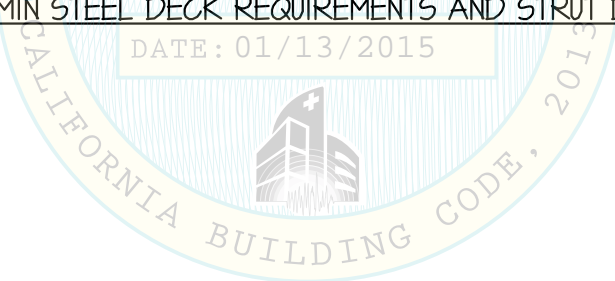 MIN STEEL DECK REQUIREMENTS AND STRUT
DATE: 01/13/2015
CALIFORNIA BUILDING CODE, 2013